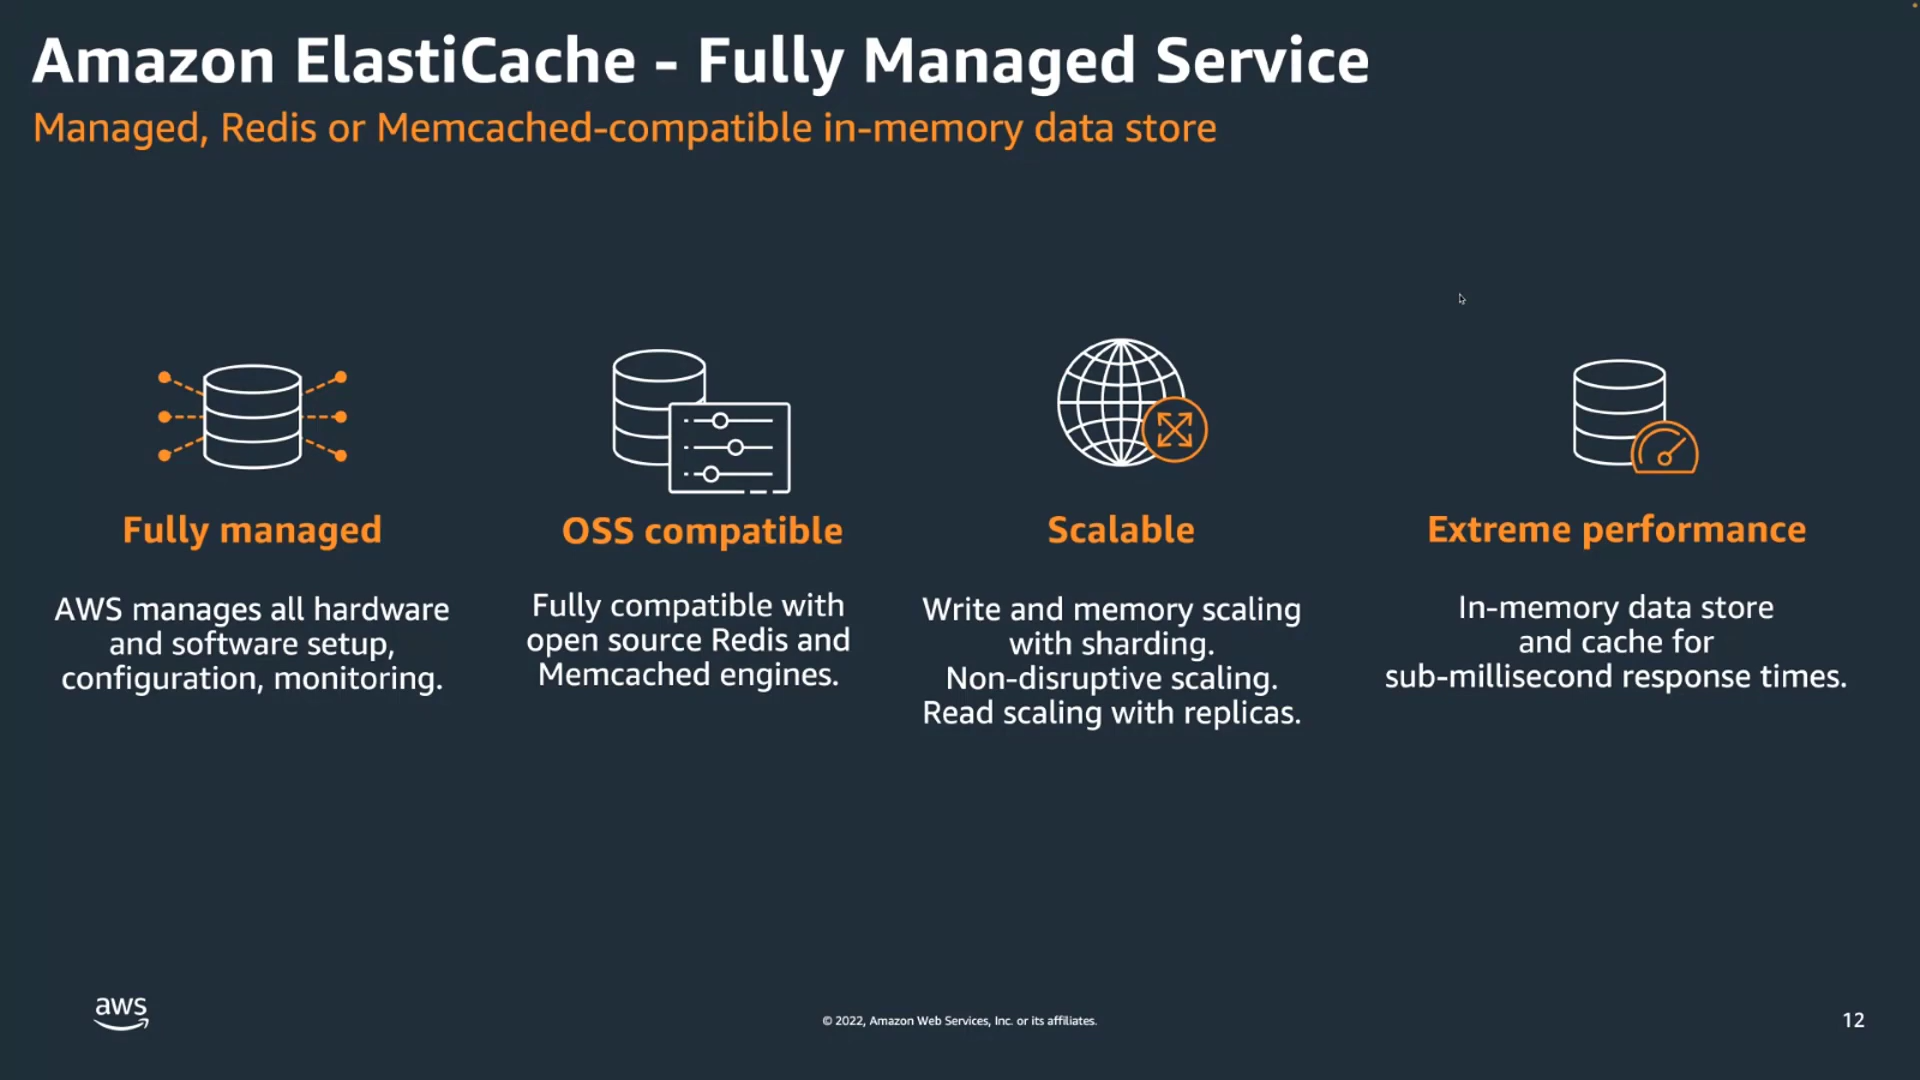 Amazon ElastiCache - Fully Managed Service
Managed, Redis or Memcached-compatible in-memory data store
Fully managed
AWS manages all hardware
and software setup,
configuration, monitoring.
OSS compatible
Fully compatible with
open source Redis and
Memcached engines.
Scalable
Write and memory scaling
with sharding.
Non-disruptive scaling.
Read scaling with replicas.
Extreme performance
In-memory data store
and cache for
sub-millisecond response times.
aws
© 2022, Amazon Web Services, Inc. or its affiliates.
12